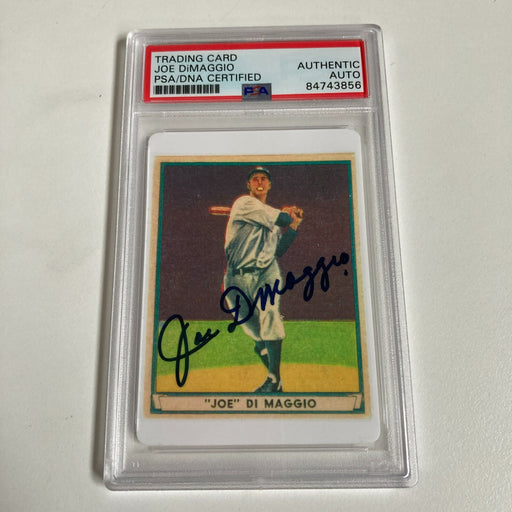 TRADING CARD
JOE DiMAGGIO
PSA/DNA CERTIFIED
AUTHENTIC
AUTO
84743856
PSA
Joe DiMaggio
"JOE" DI MAGGIO